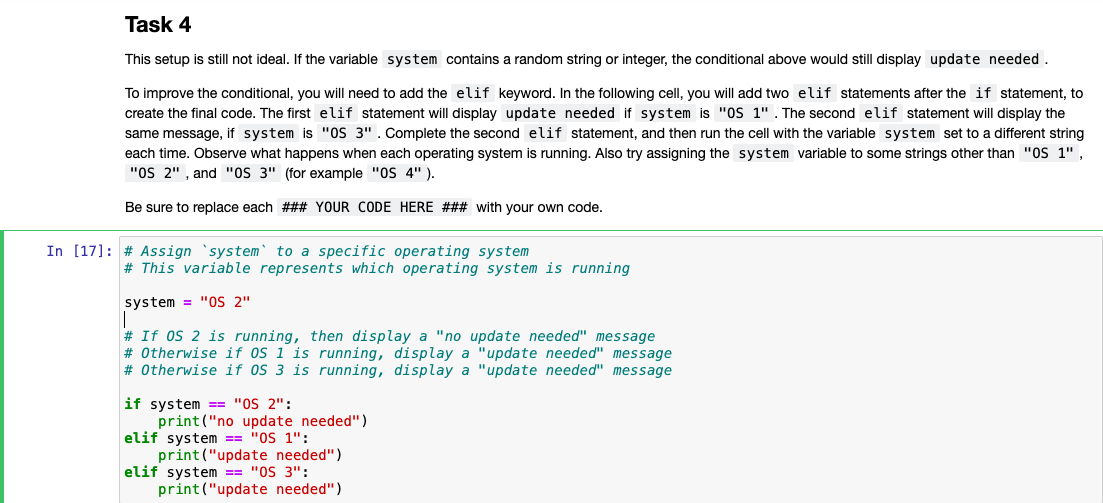 Task 4
This setup is still not ideal. If the variable system contains a random string or integer, the conditional above would still display update needed .
To improve the conditional, you will need to add the elif keyword. In the following cell, you will add two elif statements after the if statement, to
create the final code. The first elif statement will display update needed if system is "OS 1" . The second elif statement will display the
same message, if system is "OS 3" . Complete the second elif statement, and then run the cell with the variable system set to a different string
each time. Observe what happens when each operating system is running. Also try assigning the system variable to some strings other than "OS 1" ,
"OS 2" , and "OS 3" (for example "OS 4" ).
Be sure to replace each ### YOUR CODE HERE ### with your own code.
In [17]: # Assign `system` to a specific operating system
# This variable represents which operating system is running
system = "OS 2"
# If OS 2 is running, then display a "no update needed" message
# Otherwise if OS 1 is running, display a "update needed" message
# Otherwise if OS 3 is running, display a "update needed" message
if system == "OS 2":
    print("no update needed")
elif system == "OS 1":
    print("update needed")
elif system == "OS 3":
    print("update needed")